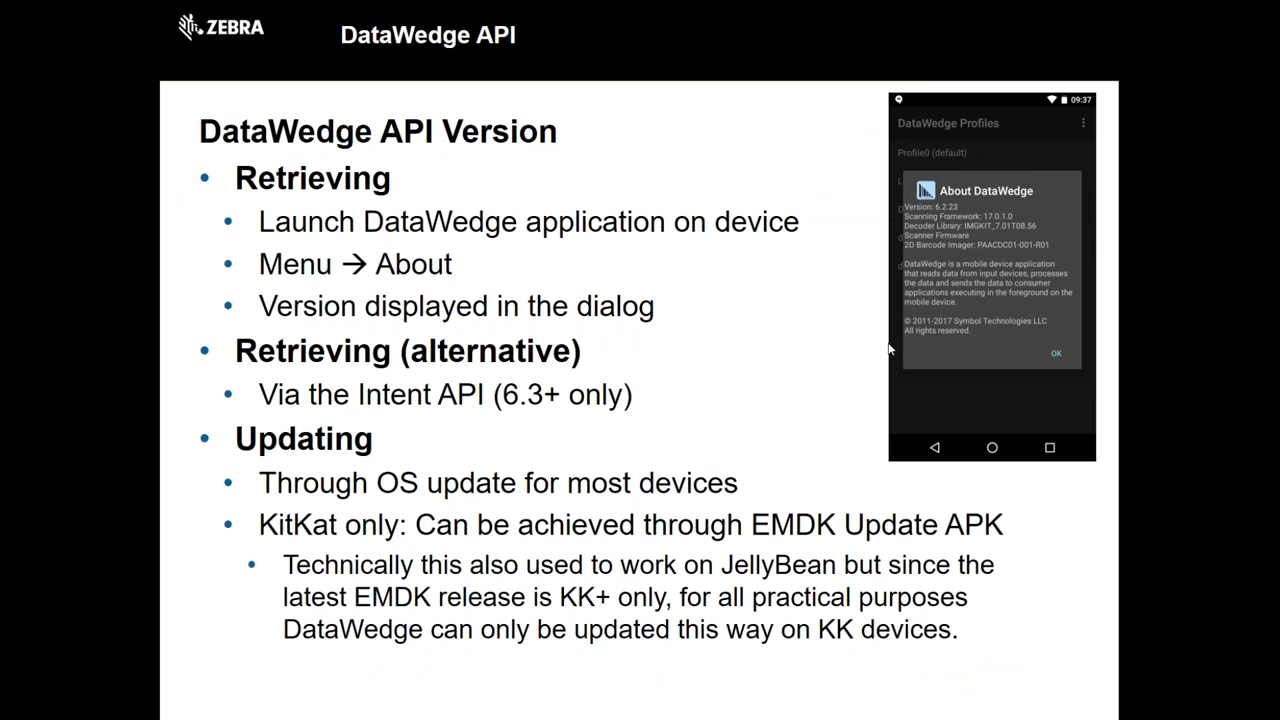 ZEBRA
DataWedge API
DataWedge API Version
• Retrieving
• Launch DataWedge application on device
• Menu → About
• Version displayed in the dialog
• Retrieving (alternative)
• Via the Intent API (6.3+ only)
• Updating
• Through OS update for most devices
• KitKat only: Can be achieved through EMDK Update APK
• Technically this also used to work on JellyBean but since the
latest EMDK release is KK+ only, for all practical purposes
DataWedge can only be updated this way on KK devices.
09:37
DataWedge Profiles
Profile0 (default)
About DataWedge
Version: 6.2.23
Scanning Framework: 17.0.1.0
Decoder Library: IMGKIT_7.01T08.56
Scanner Firmware
2D Barcode Imager: PAACDC01-001-R01
DataWedge is a mobile device application
that reads data from input devices, processes
the data and sends the data to consumer
applications executing in the foreground on the
mobile device.
© 2011-2017 Symbol Technologies LLC
All rights reserved.
OK